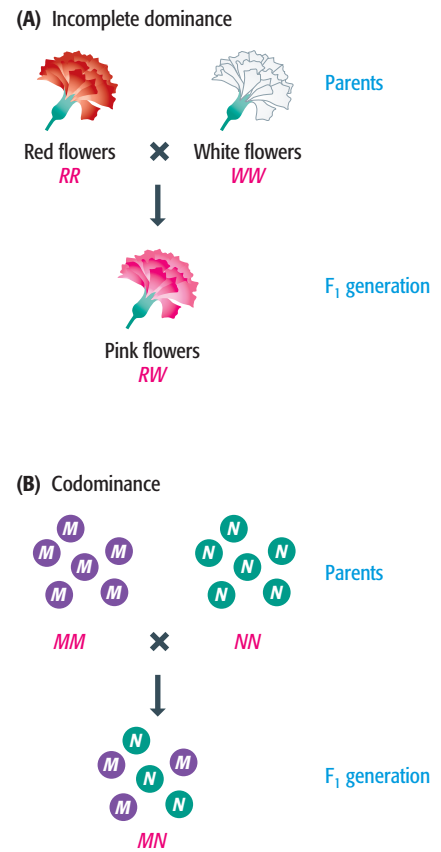 (A) Incomplete dominance
Parents
Red flowers × White flowers
RR WW
F₁ generation
Pink flowers
RW
(B) Codominance
M N
M M N N
M N
M M N N
Parents
MM × NN
N
M M
N
M N
F₁ generation
MN